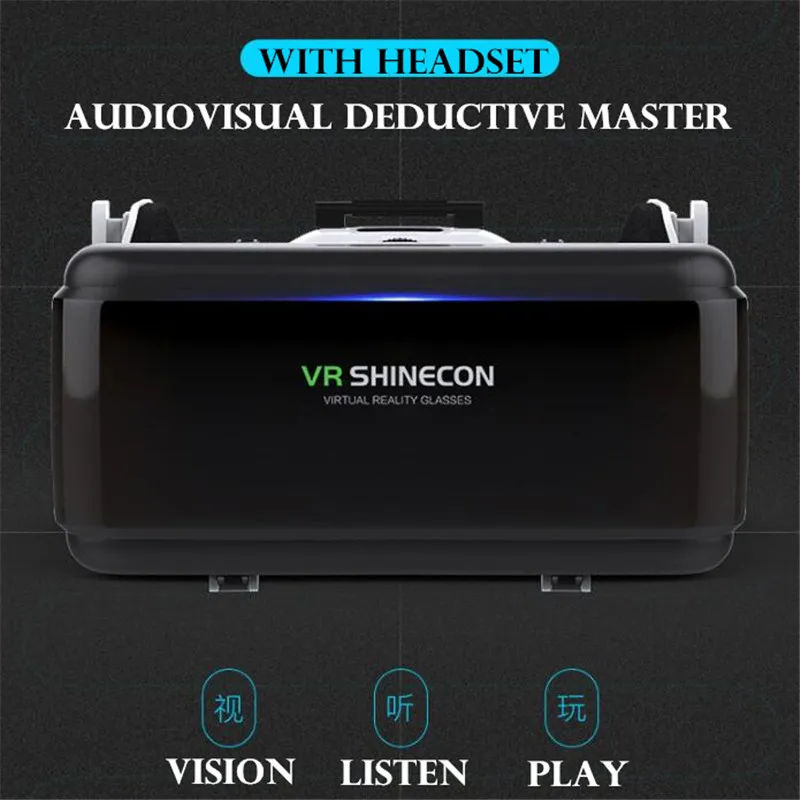 WITH HEADSET
AUDIOVISUAL DEDUCTIVE MASTER
VR SHINECON
VIRTUAL REALITY GLASSES
视 听 玩
VISION LISTEN PLAY